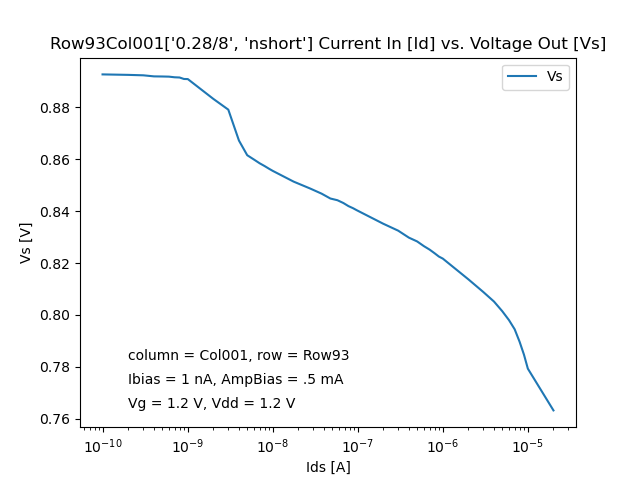 Row93Col001['0.28/8', 'nshort'] Current In [Id] vs. Voltage Out [Vs]
Vs
0.88
0.86
0.84
0.82
0.80
0.78
0.76
Vs [V]
column = Col001, row = Row93
Ibias = 1 nA, AmpBias = .5 mA
Vg = 1.2 V, Vdd = 1.2 V
10⁻¹⁰ 10⁻⁹ 10⁻⁸ 10⁻⁷ 10⁻⁶ 10⁻⁵
Ids [A]